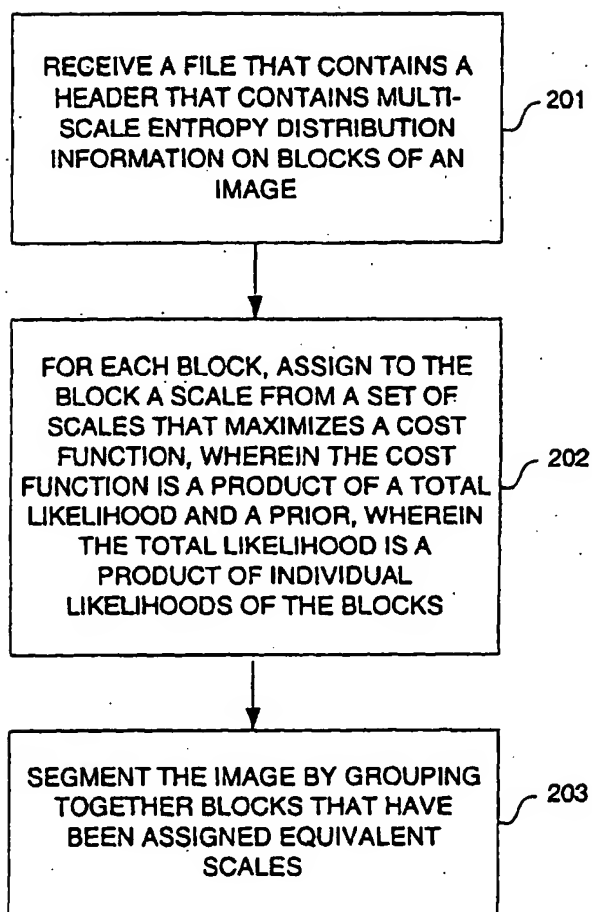 RECEIVE A FILE THAT CONTAINS A
HEADER THAT CONTAINS MULTI-
SCALE ENTROPY DISTRIBUTION
INFORMATION ON BLOCKS OF AN
IMAGE
201
FOR EACH BLOCK, ASSIGN TO THE
BLOCK A SCALE FROM A SET OF
SCALES THAT MAXIMIZES A COST
FUNCTION, WHEREIN THE COST
FUNCTION IS A PRODUCT OF A TOTAL
LIKELIHOOD AND A PRIOR, WHEREIN
THE TOTAL LIKELIHOOD IS A
PRODUCT OF INDIVIDUAL
LIKELIHOODS OF THE BLOCKS
202
SEGMENT THE IMAGE BY GROUPING
TOGETHER BLOCKS THAT HAVE
BEEN ASSIGNED EQUIVALENT
SCALES
203